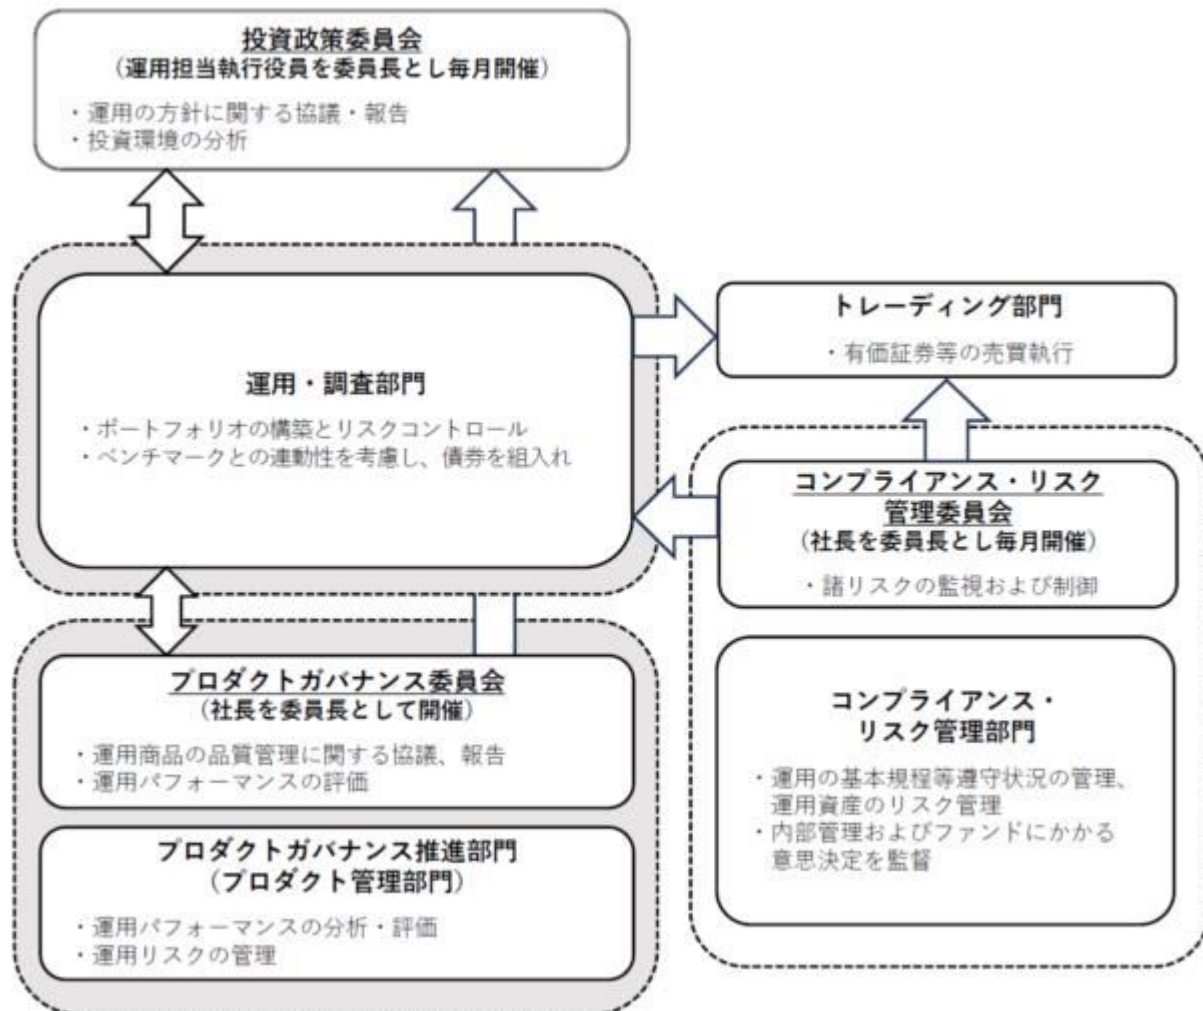 投資政策委員会
（運用担当執行役員を委員長とし毎月開催）
・運用の方針に関する協議・報告
・投資環境の分析
運用・調査部門
・ポートフォリオの構築とリスクコントロール
・ベンチマークとの連動性を考慮し、債券を組入れ
トレーディング部門
・有価証券等の売買執行
コンプライアンス・リスク
管理委員会
（社長を委員長とし毎月開催）
・諸リスクの監視および制御
プロダクトガバナンス委員会
（社長を委員長として開催）
・運用商品の品質管理に関する協議、報告
・運用パフォーマンスの評価
プロダクトガバナンス推進部門
（プロダクト管理部門）
・運用パフォーマンスの分析・評価
・運用リスクの管理
コンプライアンス・
リスク管理部門
・運用の基本規程等遵守状況の管理、
運用資産のリスク管理
・内部管理およびファンドにかかる
意思決定を監督